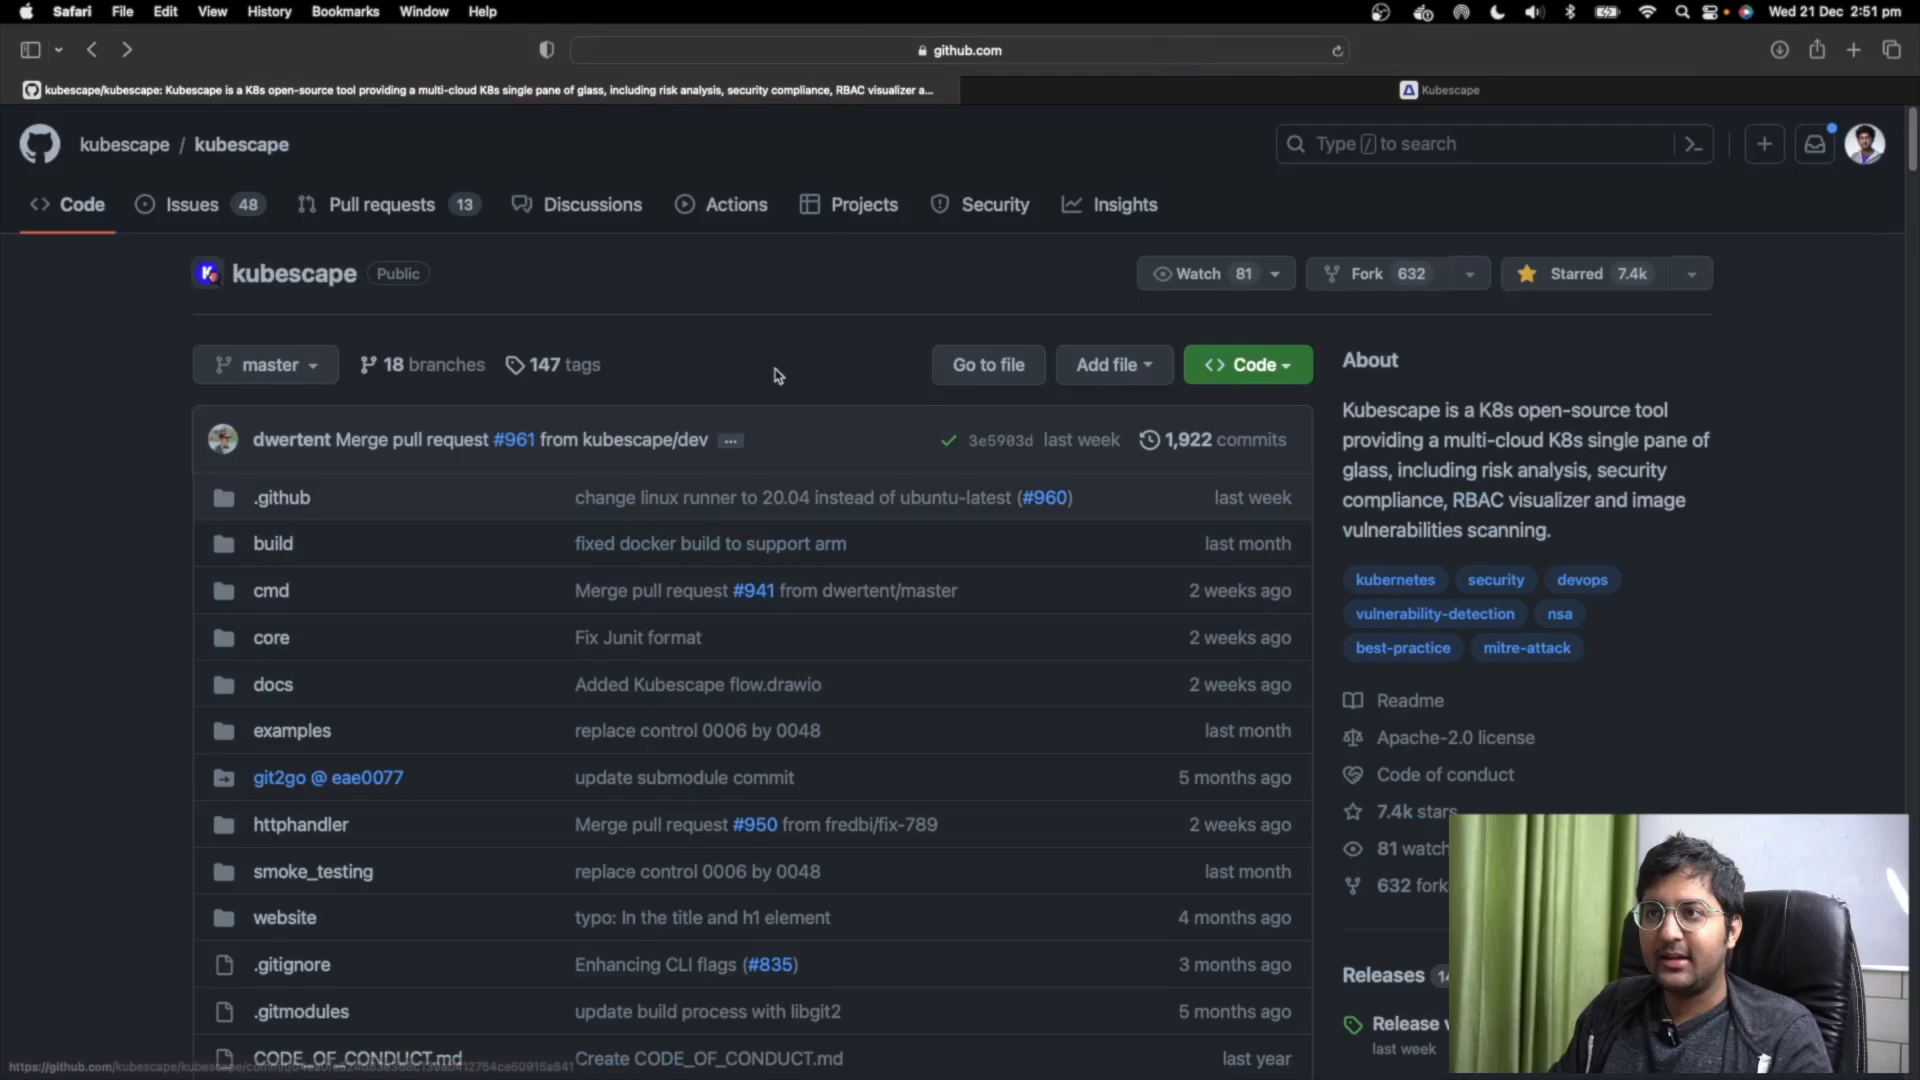 Safari File Edit View History Bookmarks Window Help Wed 21 Dec 2:51 pm
github.com
kubescape/kubescape: Kubescape is a K8s open-source tool providing a multi-cloud K8s single pane of glass, including risk analysis, security compliance, RBAC visualizer a...
Kubescape
kubescape / kubescape
Type / to search
Code
Issues 48
Pull requests 13
Discussions
Actions
Projects
Security
Insights
kubescape Public
Watch 81
Fork 632
Starred 7.4k
master
18 branches
147 tags
Go to file
Add file
Code
dwertent Merge pull request #961 from kubescape/dev ...
3e5903d last week 1,922 commits
.github change linux runner to 20.04 instead of ubuntu-latest (#960) last week
build fixed docker build to support arm last month
cmd Merge pull request #941 from dwertent/master 2 weeks ago
core Fix Junit format 2 weeks ago
docs Added Kubescape flow.drawio 2 weeks ago
examples replace control 0006 by 0048 last month
git2go @ eae0077 update submodule commit 5 months ago
httphandler Merge pull request #950 from fredbi/fix-789 2 weeks ago
smoke_testing replace control 0006 by 0048 last month
website typo: In the title and h1 element 4 months ago
.gitignore Enhancing CLI flags (#835) 3 months ago
.gitmodules update build process with libgit2 5 months ago
CODE_OF_CONDUCT.md Create CODE_OF_CONDUCT.md last year
About
Kubescape is a K8s open-source tool
providing a multi-cloud K8s single pane of
glass, including risk analysis, security
compliance, RBAC visualizer and image
vulnerabilities scanning.
kubernetes security devops
vulnerability-detection nsa
best-practice mitre-attack
Readme
Apache-2.0 license
Code of conduct
7.4k stars
81 watch
632 fork
Releases 14
Release v
last week